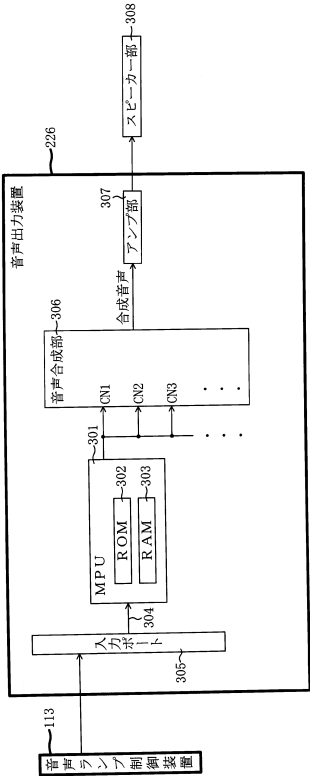 音声ランプ制御装置
113
入力ポート
305
304
MPU
ROM
RAM
301
302
303
音声合成部
306
CN1
CN2
CN3
合成音声
アンプ部
307
音声出力装置
226
スピーカー部
308